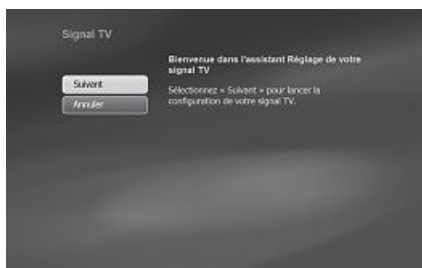 Signal TV
Bienvenue dans l'assistant Réglage de votre
signal TV
Suivant
Annuler
Sélectionnez « Suivant » pour lancer la
configuration de votre signal TV.